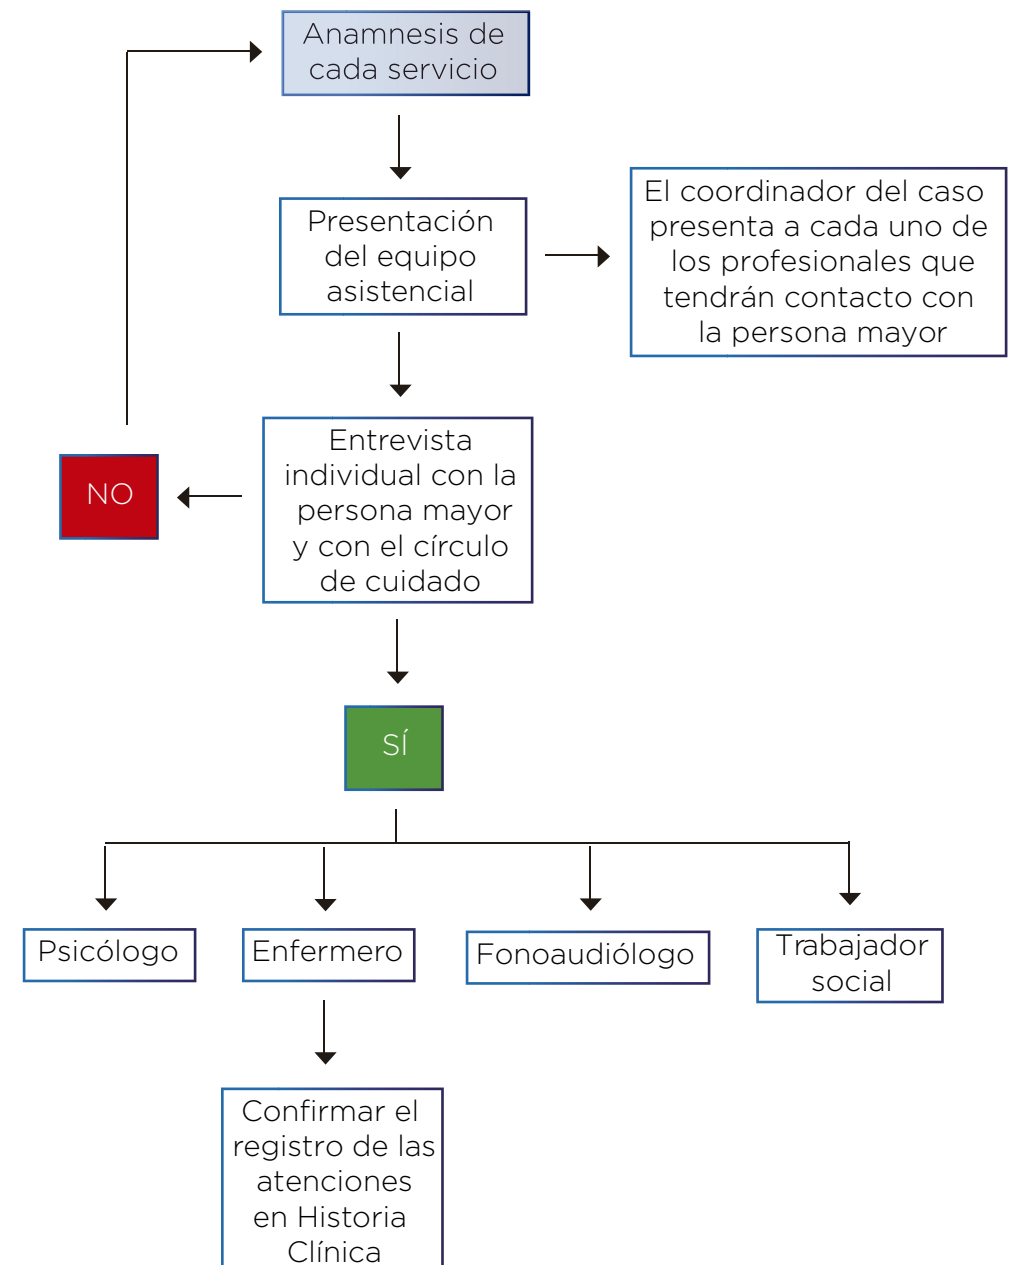 Anamnesis de
cada servicio
Presentación
del equipo
asistencial
El coordinador del caso
presenta a cada uno de
los profesionales que
tendrán contacto con
la persona mayor
Entrevista
individual con la
persona mayor
y con el círculo
de cuidado
NO
SÍ
Psicólogo
Enfermero
Fonoaudiólogo
Trabajador
social
Confirmar el
registro de las
atenciones
en Historia
Clínica